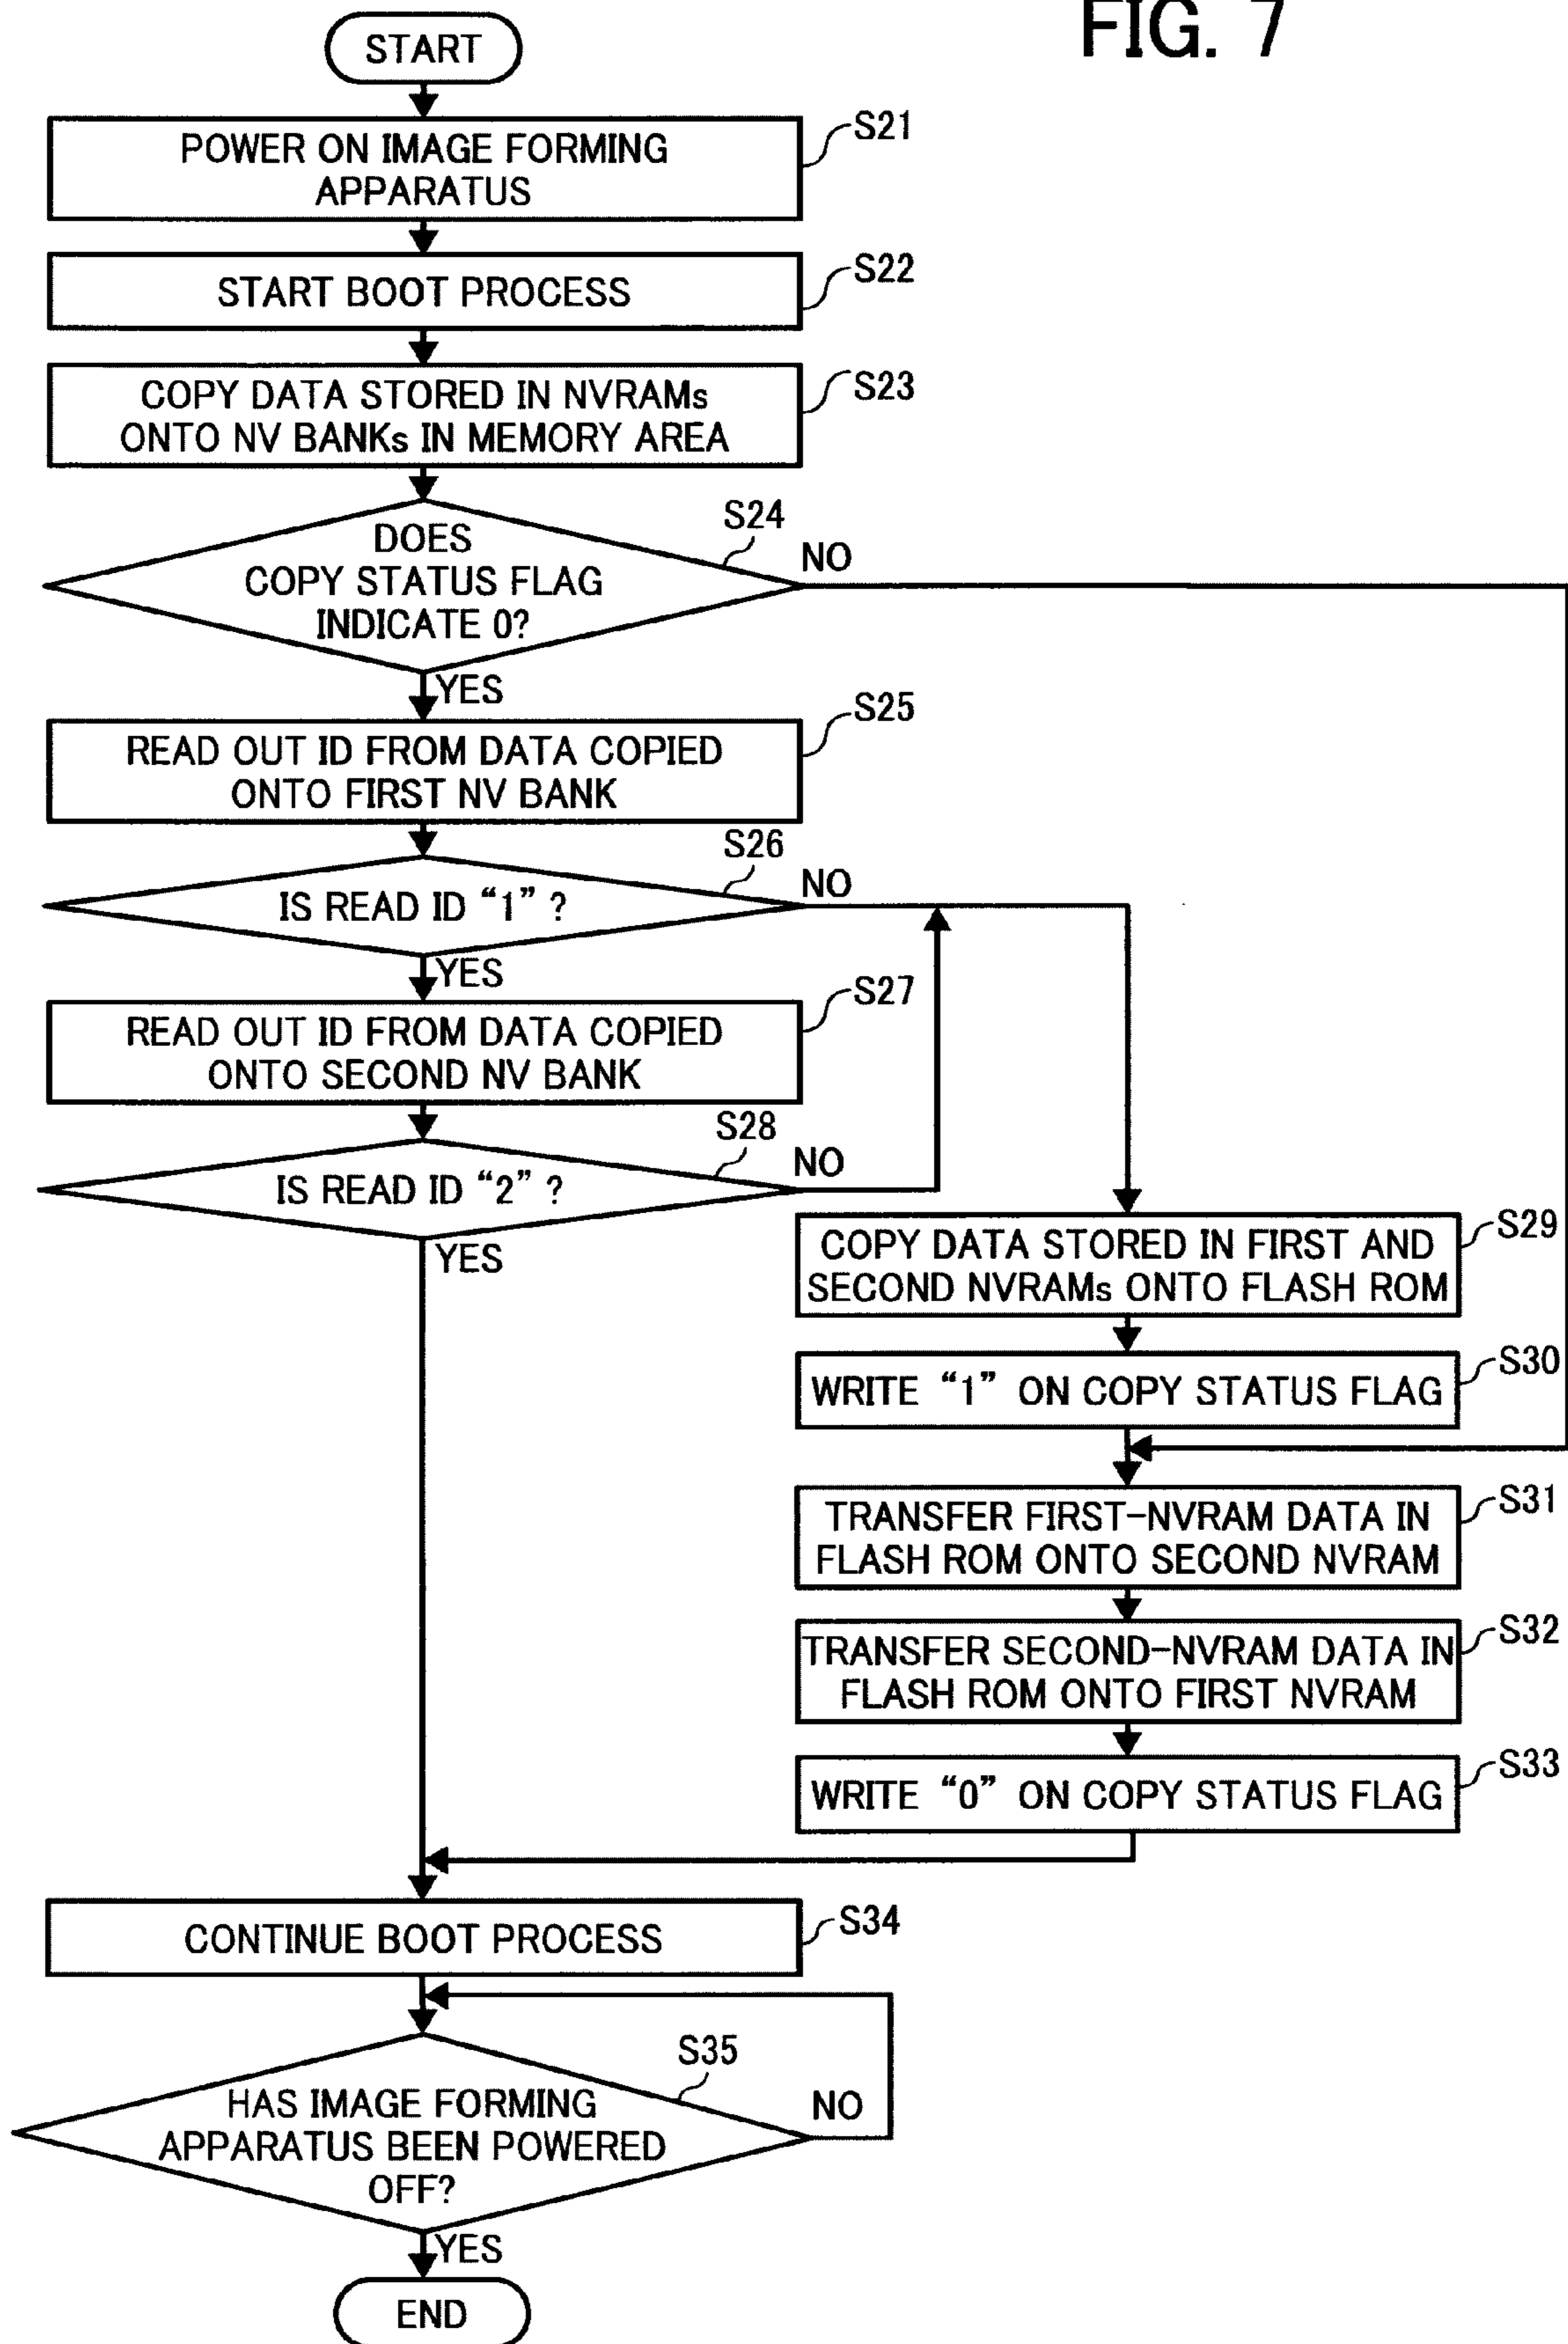 FIG. 7
START
POWER ON IMAGE FORMING
APPARATUS
S21
START BOOT PROCESS
S22
COPY DATA STORED IN NVRAMs
ONTO NV BANKs IN MEMORY AREA
S23
DOES
COPY STATUS FLAG
INDICATE 0?
S24
NO
YES
READ OUT ID FROM DATA COPIED
ONTO FIRST NV BANK
S25
IS READ ID “1” ?
S26
NO
YES
READ OUT ID FROM DATA COPIED
ONTO SECOND NV BANK
S27
IS READ ID “2” ?
S28
NO
YES
COPY DATA STORED IN FIRST AND
SECOND NVRAMs ONTO FLASH ROM
S29
WRITE “1” ON COPY STATUS FLAG
S30
TRANSFER FIRST-NVRAM DATA IN
FLASH ROM ONTO SECOND NVRAM
S31
TRANSFER SECOND-NVRAM DATA IN
FLASH ROM ONTO FIRST NVRAM
S32
WRITE “0” ON COPY STATUS FLAG
S33
CONTINUE BOOT PROCESS
S34
HAS IMAGE FORMING
APPARATUS BEEN POWERED
OFF?
S35
NO
YES
END